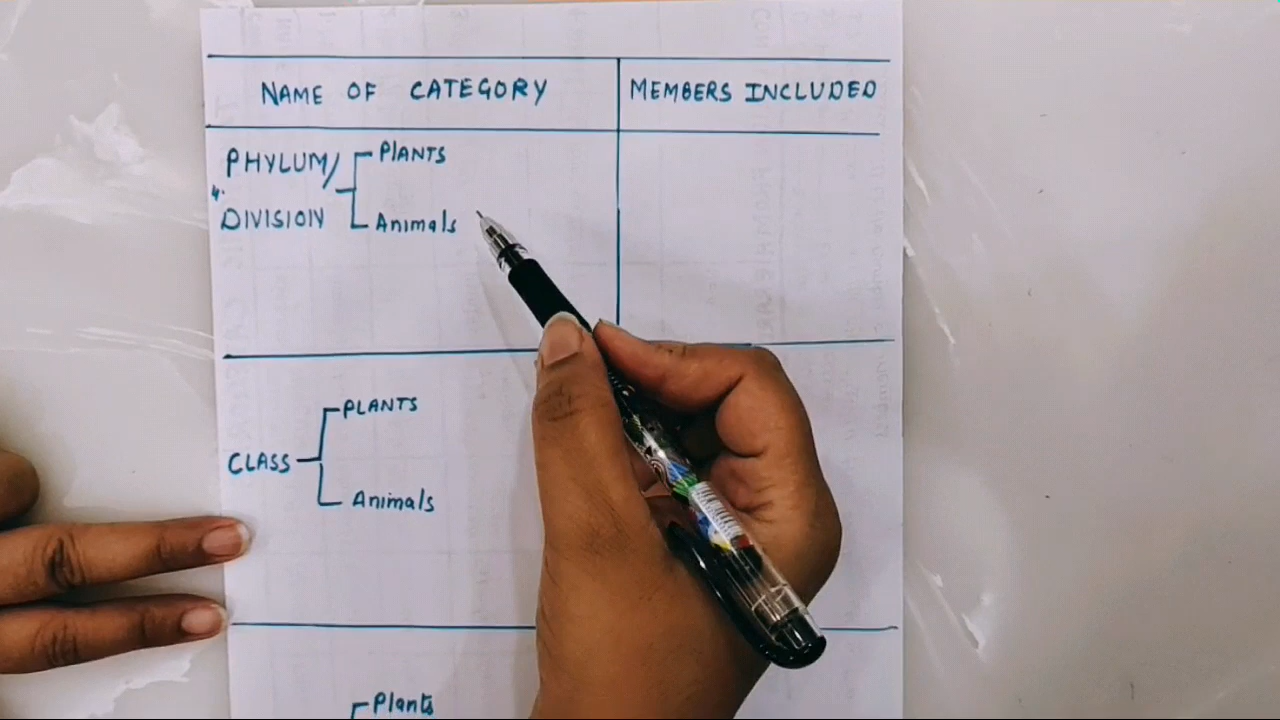 NAME OF CATEGORY
MEMBERS INCLUDED
PHYLUM/
4.
DIVISION
PLANTS
Animals
CLASS
PLANTS
Animals
Plants